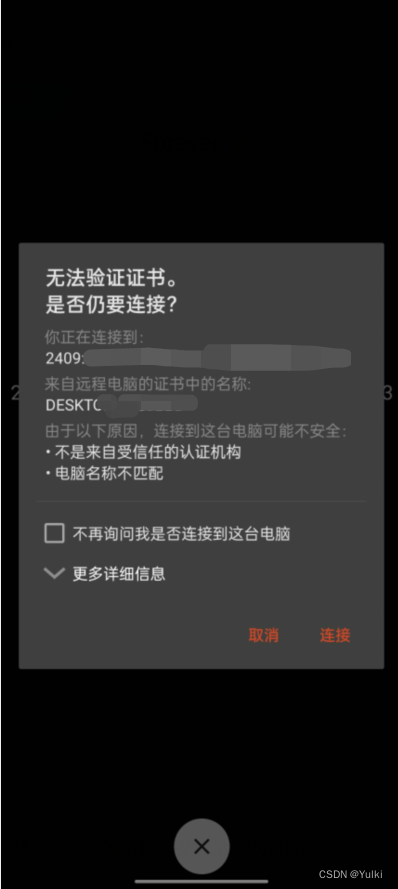 无法验证证书。
是否仍要连接？
你正在连接到：
2409:
2
来自远程电脑的证书中的名称:
3
DESKTO
由于以下原因，连接到这台电脑可能不安全：
• 不是来自受信任的认证机构
• 电脑名称不匹配
不再询问我是否连接到这台电脑
更多详细信息
取消 连接
CSDN @Yulki